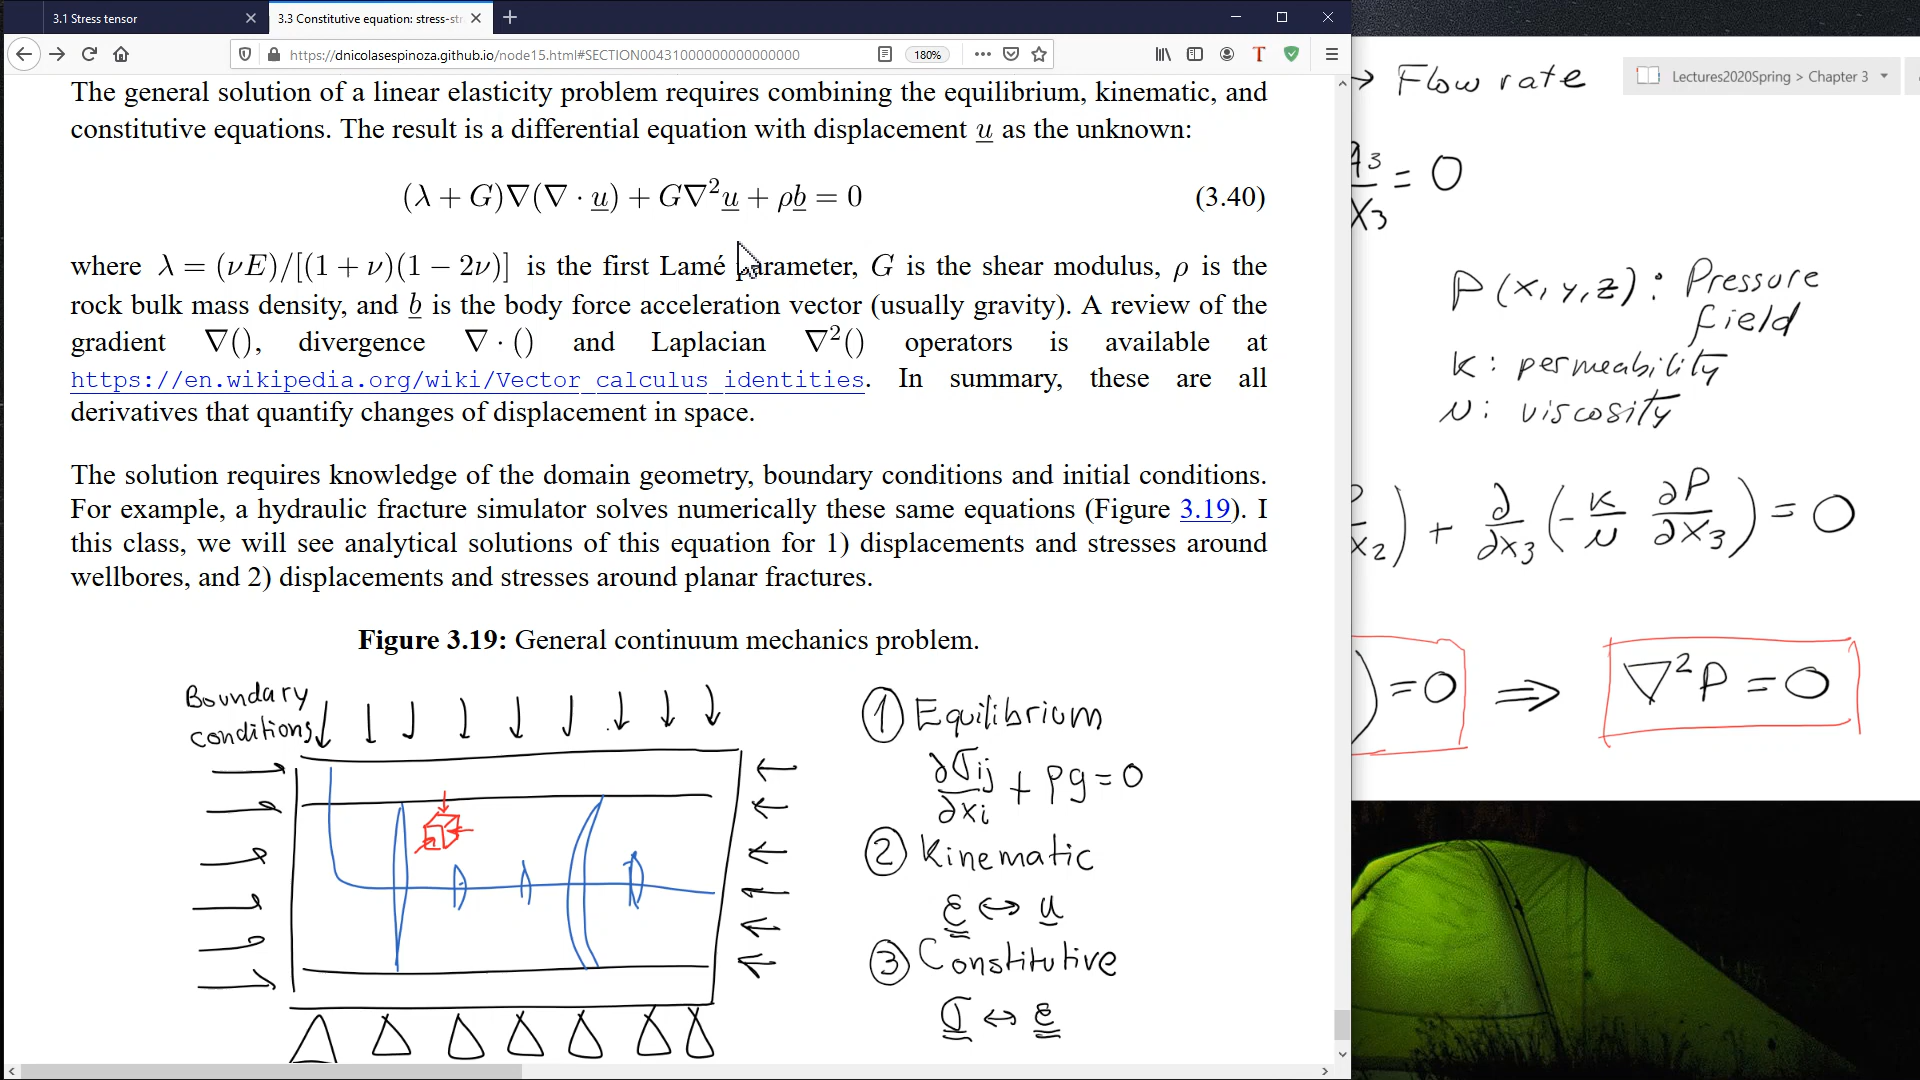 3.1 Stress tensor
3.3 Constitutive equation: stress-str
https://dnicolasespinoza.github.io/node15.html#SECTION00431000000000000000
180%
The general solution of a linear elasticity problem requires combining the equilibrium, kinematic, and
constitutive equations. The result is a differential equation with displacement u as the unknown:
(λ + G)∇(∇ · u) + G∇²u + ρb = 0 (3.40)
where λ = (νE)/[(1 + ν)(1 − 2ν)] is the first Lamé parameter, G is the shear modulus, ρ is the
rock bulk mass density, and b is the body force acceleration vector (usually gravity). A review of the
gradient ∇(), divergence ∇ · () and Laplacian ∇²() operators is available at
https://en.wikipedia.org/wiki/Vector_calculus_identities. In summary, these are all
derivatives that quantify changes of displacement in space.
The solution requires knowledge of the domain geometry, boundary conditions and initial conditions.
For example, a hydraulic fracture simulator solves numerically these same equations (Figure 3.19). I
this class, we will see analytical solutions of this equation for 1) displacements and stresses around
wellbores, and 2) displacements and stresses around planar fractures.
Figure 3.19: General continuum mechanics problem.
Boundary
conditions
① Equilibrium
∂σij/∂xi + ρg = 0
② Kinematic
ε ↔ u
③ Constitutive
σ ↔ ε
→ Flow rate
Lectures2020Spring > Chapter 3
q3/x3 = 0
P(x,y,z): Pressure
field
κ: permeability
μ: viscosity
) + ∂/∂x3 (- κ/μ ∂P/∂x3) = 0
) = 0 ⇒ ∇²P = 0